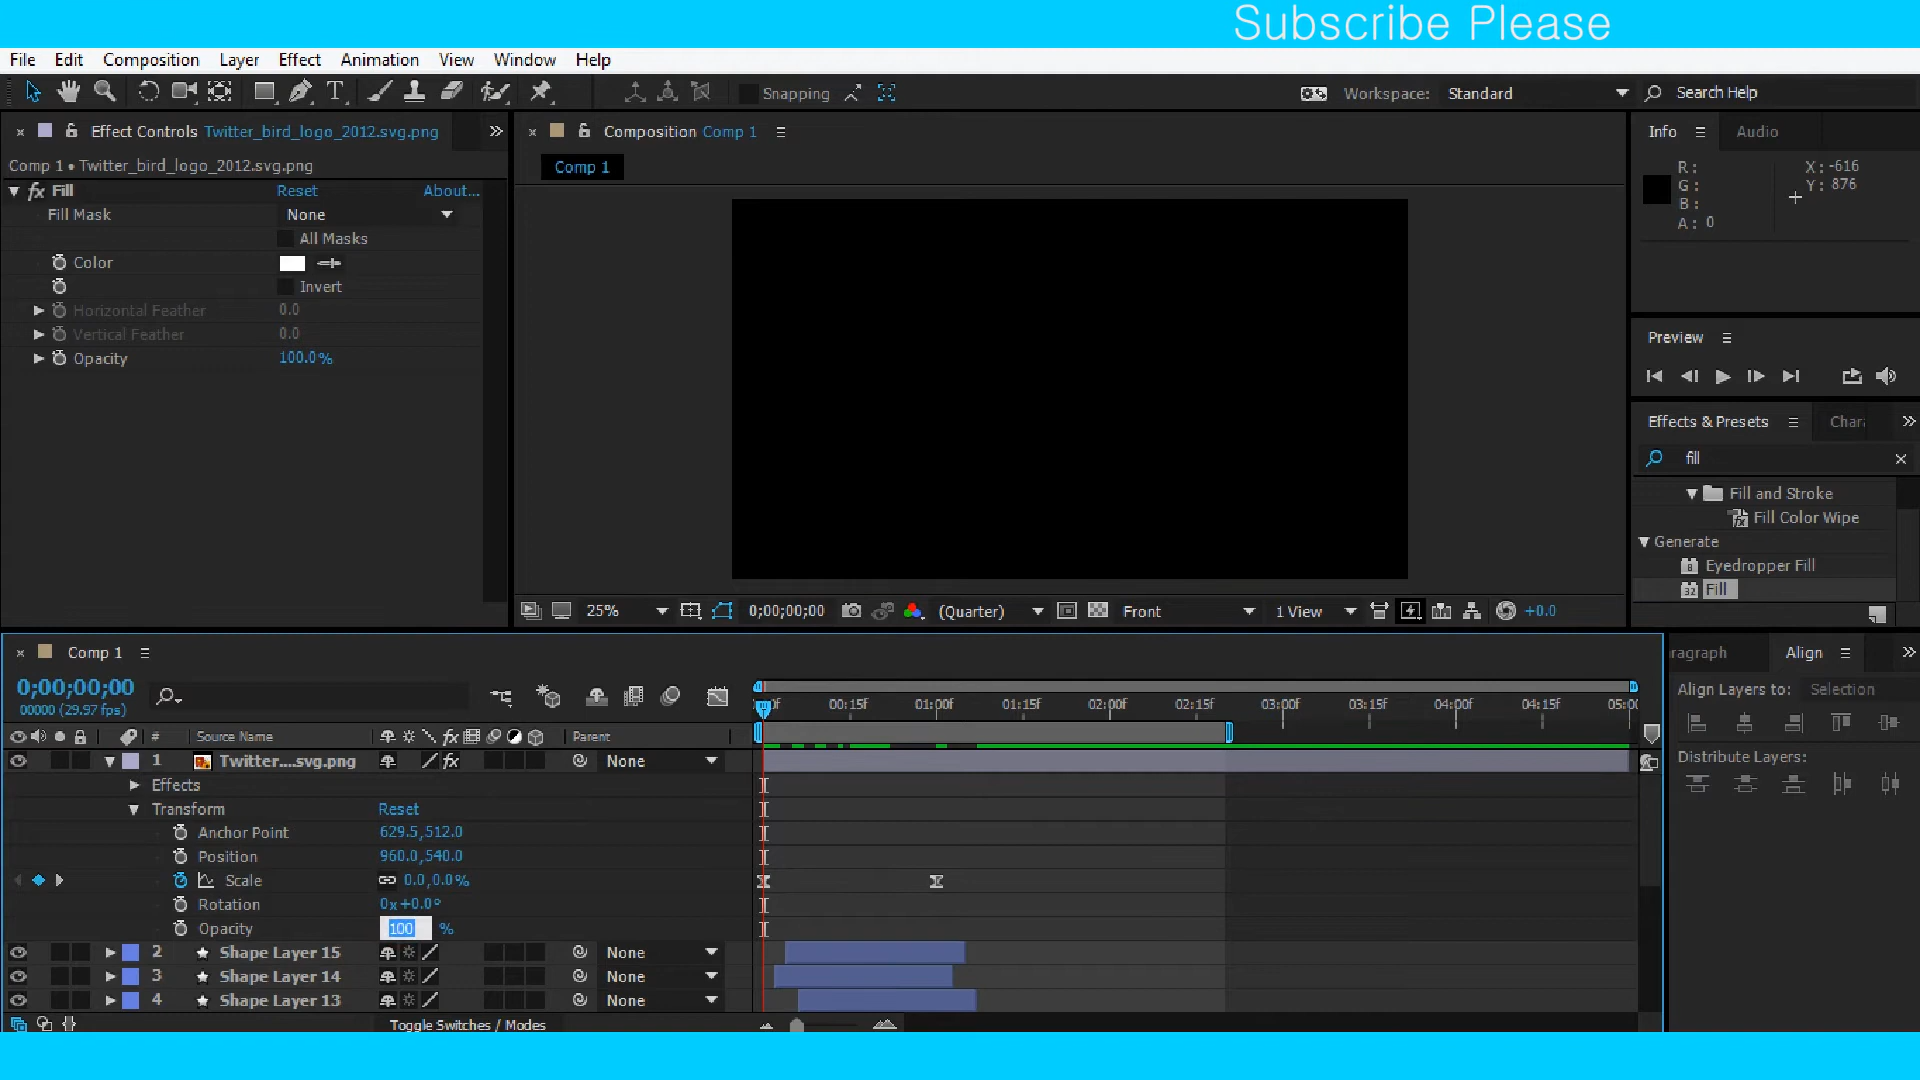 Subscribe Please
File Edit Composition Layer Effect Animation View Window Help
Snapping Workspace: Standard Search Help
Effect Controls Twitter_bird_logo_2012.svg.png
Composition Comp 1
Info Audio
Comp 1 • Twitter_bird_logo_2012.svg.png
Comp 1
fx Fill Reset About...
Fill Mask None
All Masks
Color
Invert
Horizontal Feather 0.0
Vertical Feather 0.0
Opacity 100.0%
R:
G:
B:
A: 0
X: -616
Y: 876
Preview
Effects & Presets
fill
Fill and Stroke
Fill Color Wipe
Generate
Eyedropper Fill
Fill
25% 0;00;00;00 (Quarter) Front 1 View +0.0
Comp 1
0;00;00;00
00000 (29.97 fps)
00:15f 01:00f 01:15f 02:00f 02:15f 03:00f 03:15f 04:00f 04:15f
# Source Name fx Parent
1 Twitter....svg.png fx None
Effects
Transform Reset
Anchor Point 629.5,512.0
Position 960.0,540.0
Scale 0.0,0.0%
Rotation 0x+0.0°
Opacity 100 %
2 Shape Layer 15 None
3 Shape Layer 14 None
4 Shape Layer 13 None
Toggle Switches / Modes
Align
Align Layers to: Selection
Distribute Layers: